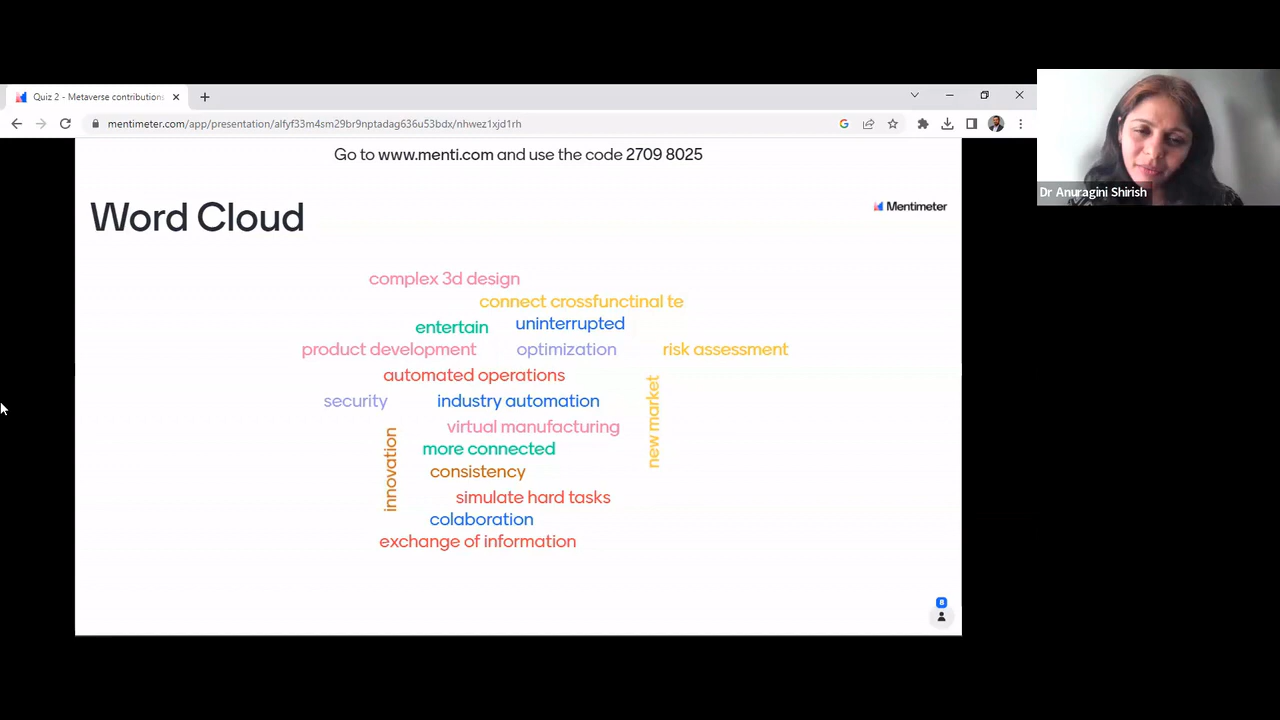 Quiz 2 - Metaverse contributions
mentimeter.com/app/presentation/alfyf33m4sm29br9nptadag636u53bdx/nhwez1xjd1rh
Go to www.menti.com and use the code 2709 8025
Word Cloud
Mentimeter
complex 3d design
connect crossfunctinal te
entertain
uninterrupted
product development
optimization
risk assessment
automated operations
new market
security
industry automation
virtual manufacturing
innovation
more connected
consistency
simulate hard tasks
colaboration
exchange of information
8
Dr Anuragini Shirish